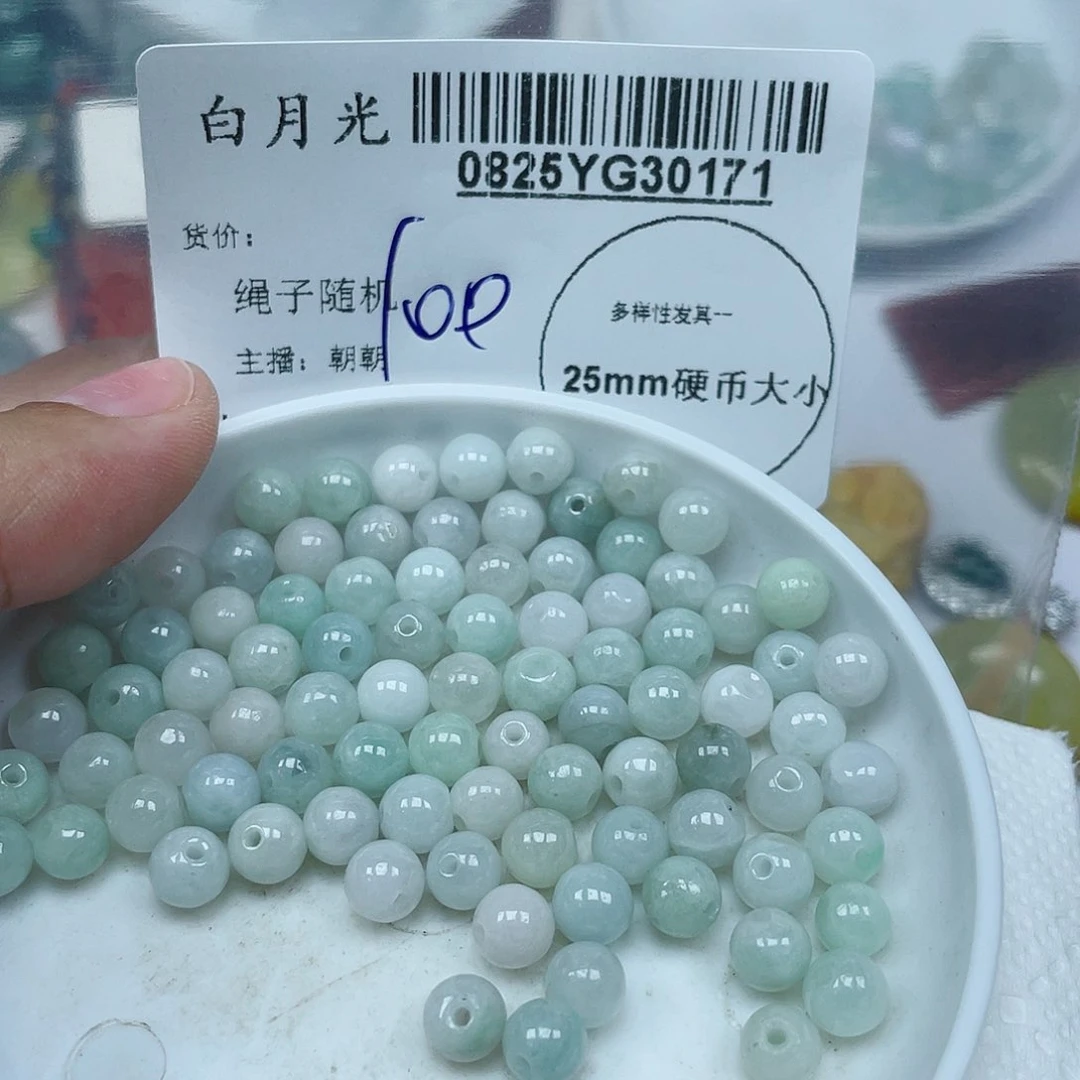 白月光
0825YG30171
货价：
绳子随机
主播：朝朝
多样性发其一
25mm硬币大小